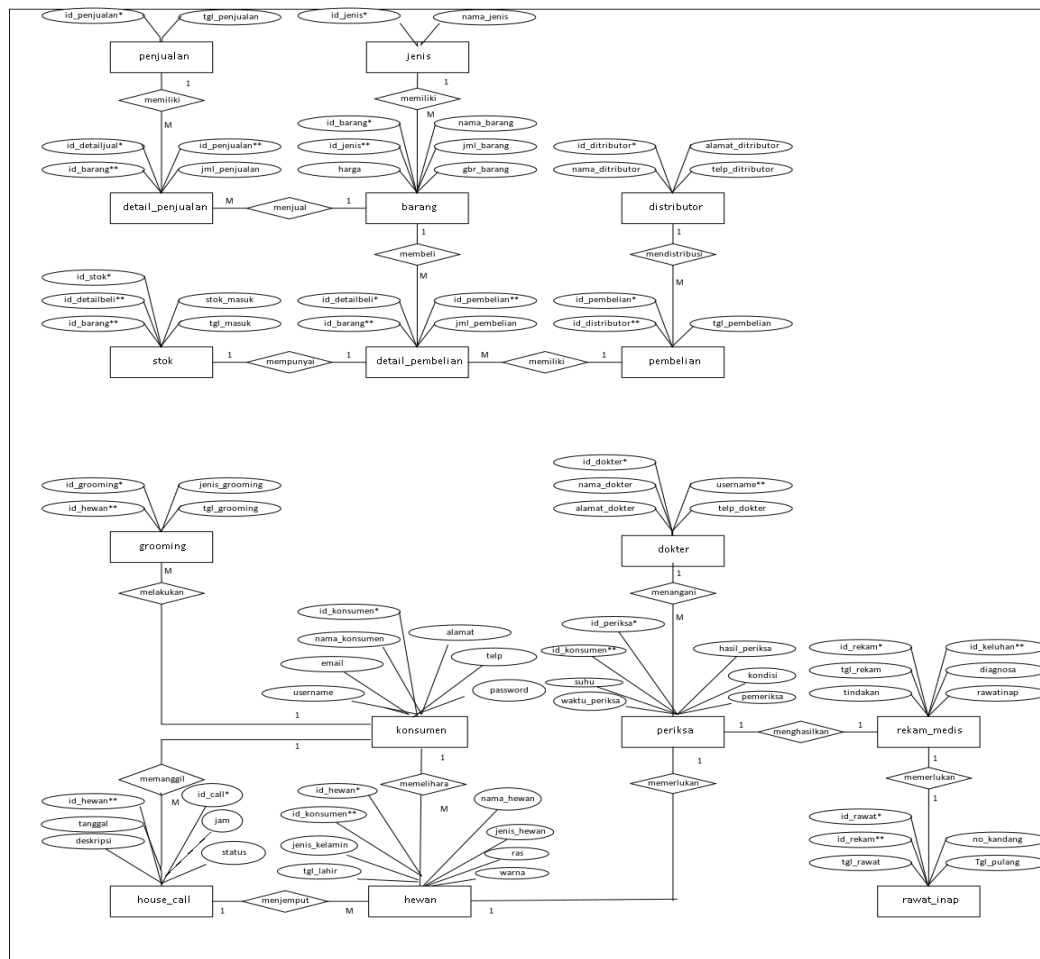 id_penjualan*
tgl_penjualan
id_jenis*
nama_jenis
penjualan
jenis
1
1
memiliki
memiliki
M
M
id_barang*
nama_barang
id_detailjual*
id_penjualan**
id_jenis**
jml_barang
id_ditributor*
alamat_ditributor
id_barang**
jml_penjualan
harga
gbr_barang
nama_ditributor
telp_ditributor
detail_penjualan
M
menjual
1
barang
distributor
1
1
membeli
mendistribusi
M
M
id_stok*
id_detailbeli**
stok_masuk
id_detailbeli*
id_pembelian**
id_pembelian*
id_barang**
tgl_masuk
id_barang**
jml_pembelian
id_distributor**
tgl_pembelian
stok
1
mempunyai
1
detail_pembelian
M
memiliki
1
pembelian
id_dokter*
id_grooming*
jenis_grooming
nama_dokter
username**
id_hewan**
tgl_grooming
alamat_dokter
telp_dokter
grooming
dokter
M
1
melakukan
menangani
M
id_konsumen*
id_periksa*
nama_konsumen
alamat
id_konsumen**
hasil_periksa
id_rekam*
id_keluhan**
email
telp
suhu
kondisi
tgl_rekam
diagnosa
username
password
waktu_periksa
pemeriksa
tindakan
rawatinap
1
konsumen
periksa
1
menghasilkan
1
rekam_medis
1
1
1
1
memanggil
memelihara
memerlukan
memerlukan
M
M
1
id_hewan**
id_call*
id_hewan*
nama_hewan
tanggal
jam
id_konsumen**
id_rawat*
deskripsi
status
jenis_kelamin
jenis_hewan
id_rekam**
no_kandang
tgl_lahir
ras
tgl_rawat
Tgl_pulang
warna
house_call
1
menjemput
M
hewan
1
rawat_inap